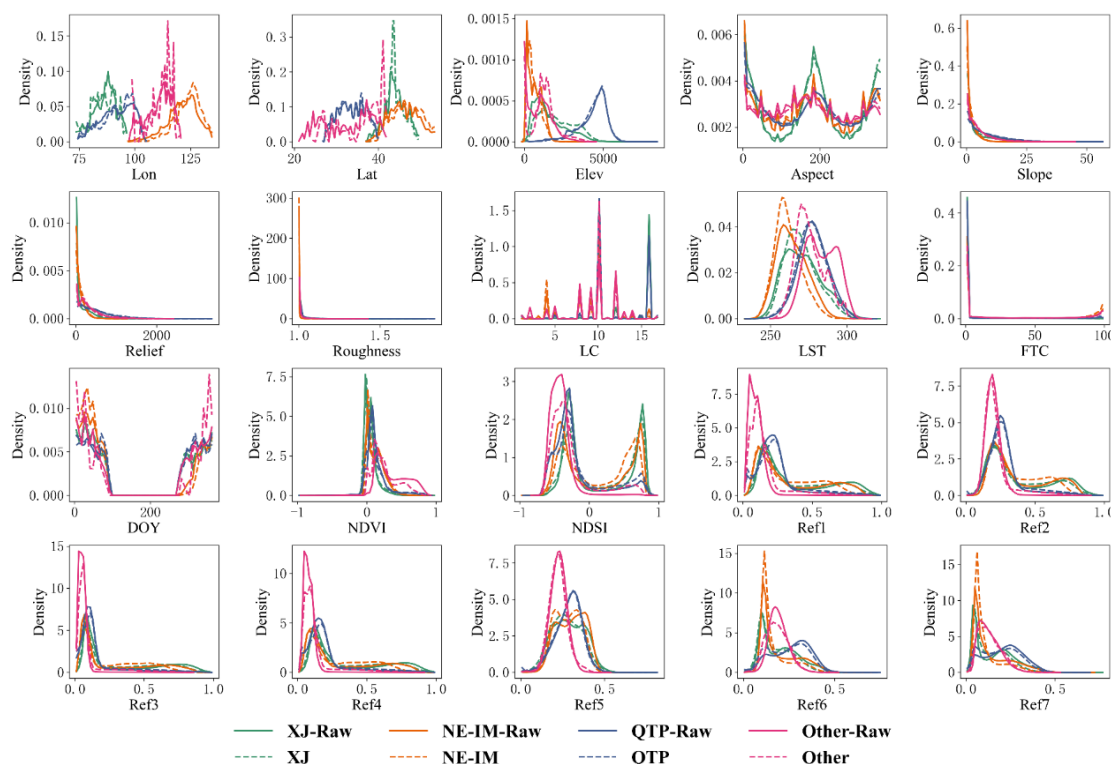 Density 0.15 0.10 0.05 0.00 75 100 125 Lon
Density 0.3 0.2 0.1 0.0 20 40 Lat
Density 0.0015 0.0010 0.0005 0.0000 0 5000 Elev
Density 0.006 0.004 0.002 0 200 Aspect
Density 0.6 0.4 0.2 0.0 0 25 50 Slope
Density 0.010 0.005 0.000 0 2000 Relief
Density 300 200 100 0 1.0 1.5 Roughness
Density 1.5 1.0 0.5 0.0 5 10 15 LC
Density 0.04 0.02 0.00 250 300 LST
Density 0.4 0.2 0.0 0 50 100 FTC
Density 0.010 0.005 0.000 0 200 DOY
Density 7.5 5.0 2.5 0.0 −1 0 1 NDVI
Density 3 2 1 0 −1 0 1 NDSI
Density 7.5 5.0 2.5 0.0 0.0 0.5 1.0 Ref1
Density 7.5 5.0 2.5 0.0 0.0 0.5 1.0 Ref2
Density 15 10 5 0 0.0 0.5 1.0 Ref3
Density 10 5 0 0.0 0.5 1.0 Ref4
Density 7.5 5.0 2.5 0.0 0.0 0.5 Ref5
Density 15 10 5 0 0.0 0.5 Ref6
Density 15 10 5 0 0.0 0.5 Ref7
XJ-Raw NE-IM-Raw QTP-Raw Other-Raw
XJ NE-IM OTP Other